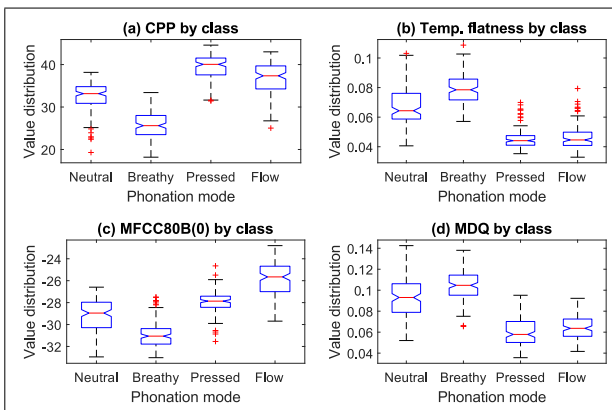 (a) CPP by class
Value distribution
40
30
20
Neutral Breathy Pressed Flow
Phonation mode
(b) Temp. flatness by class
Value distribution
0.1
0.08
0.06
0.04
Neutral Breathy Pressed Flow
Phonation mode
(c) MFCC80B(0) by class
Value distribution
-24
-26
-28
-30
-32
Neutral Breathy Pressed Flow
Phonation mode
(d) MDQ by class
Value distribution
0.14
0.12
0.1
0.08
0.06
0.04
Neutral Breathy Pressed Flow
Phonation mode